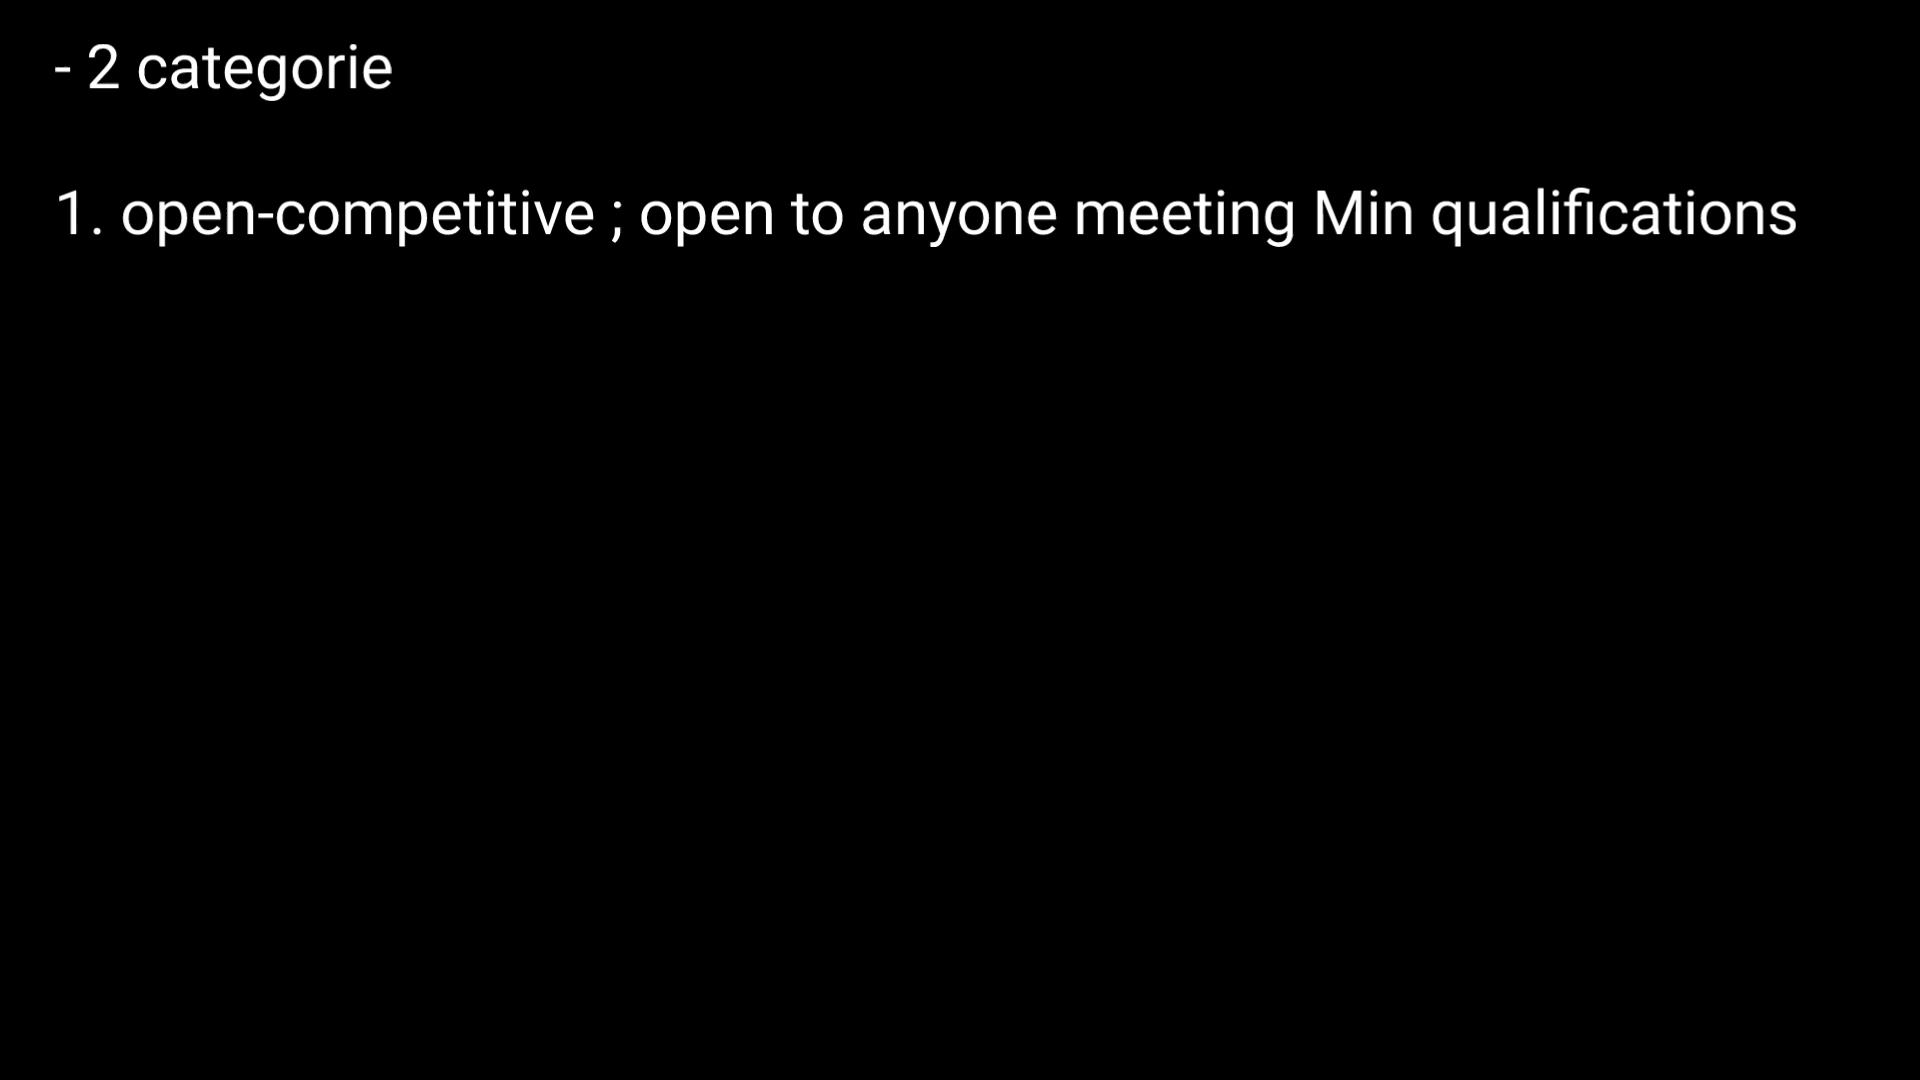 - 2 categorie
1. open-competitive ; open to anyone meeting Min qualifications